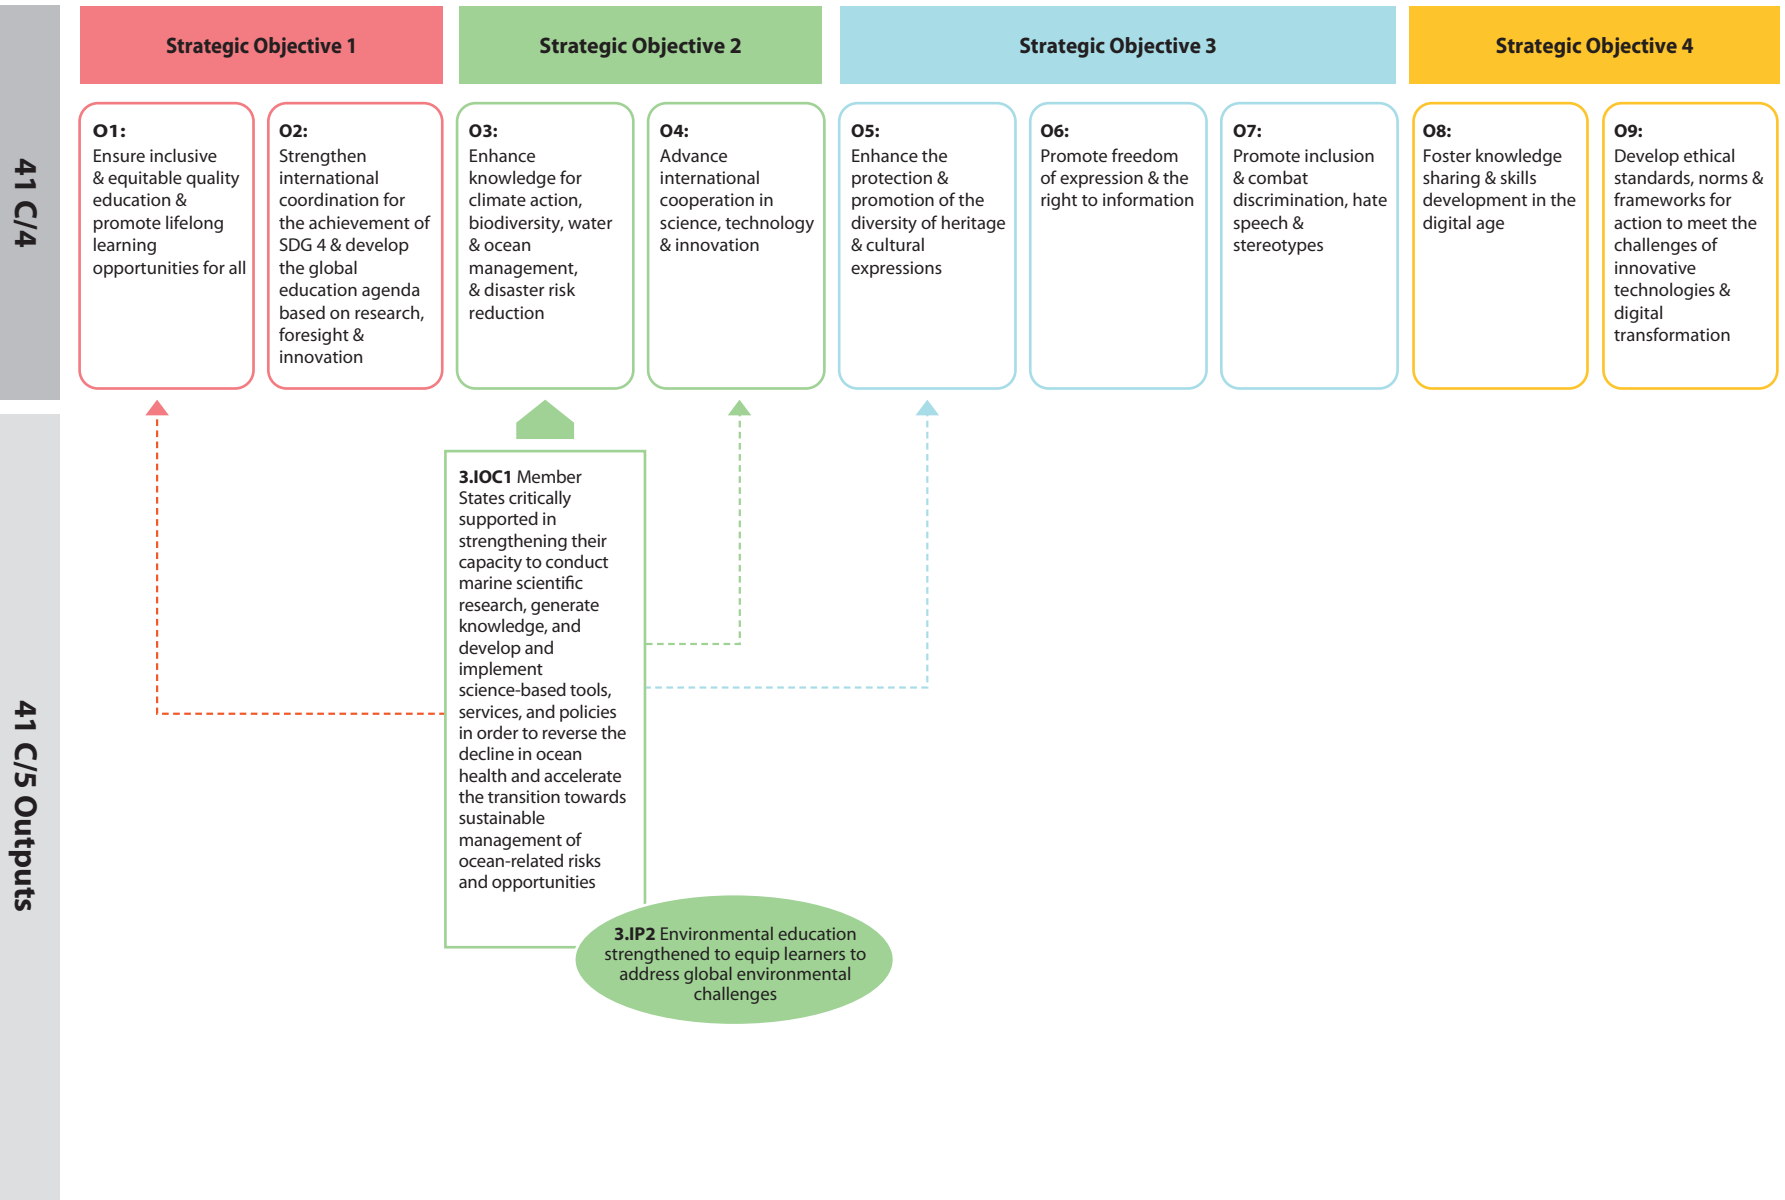 Strategic Objective 1
Strategic Objective 2
Strategic Objective 3
Strategic Objective 4
41 C/4
O1:
Ensure inclusive
& equitable quality
education &
promote lifelong
learning
opportunities for all
O2:
Strengthen
international
coordination for
the achievement of
SDG 4 & develop
the global
education agenda
based on research,
foresight &
innovation
O3:
Enhance
knowledge for
climate action,
biodiversity, water
& ocean
management,
& disaster risk
reduction
O4:
Advance
international
cooperation in
science, technology
& innovation
O5:
Enhance the
protection &
promotion of the
diversity of heritage
& cultural
expressions
O6:
Promote freedom
of expression & the
right to information
O7:
Promote inclusion
& combat
discrimination, hate
speech &
stereotypes
O8:
Foster knowledge
sharing & skills
development in the
digital age
O9:
Develop ethical
standards, norms &
frameworks for
action to meet the
challenges of
innovative
technologies &
digital
transformation
41 C/5 Outputs
3.IOC1 Member
States critically
supported in
strengthening their
capacity to conduct
marine scientific
research, generate
knowledge, and
develop and
implement
science-based tools,
services, and policies
in order to reverse the
decline in ocean
health and accelerate
the transition towards
sustainable
management of
ocean-related risks
and opportunities
3.IP2 Environmental education
strengthened to equip learners to
address global environmental
challenges